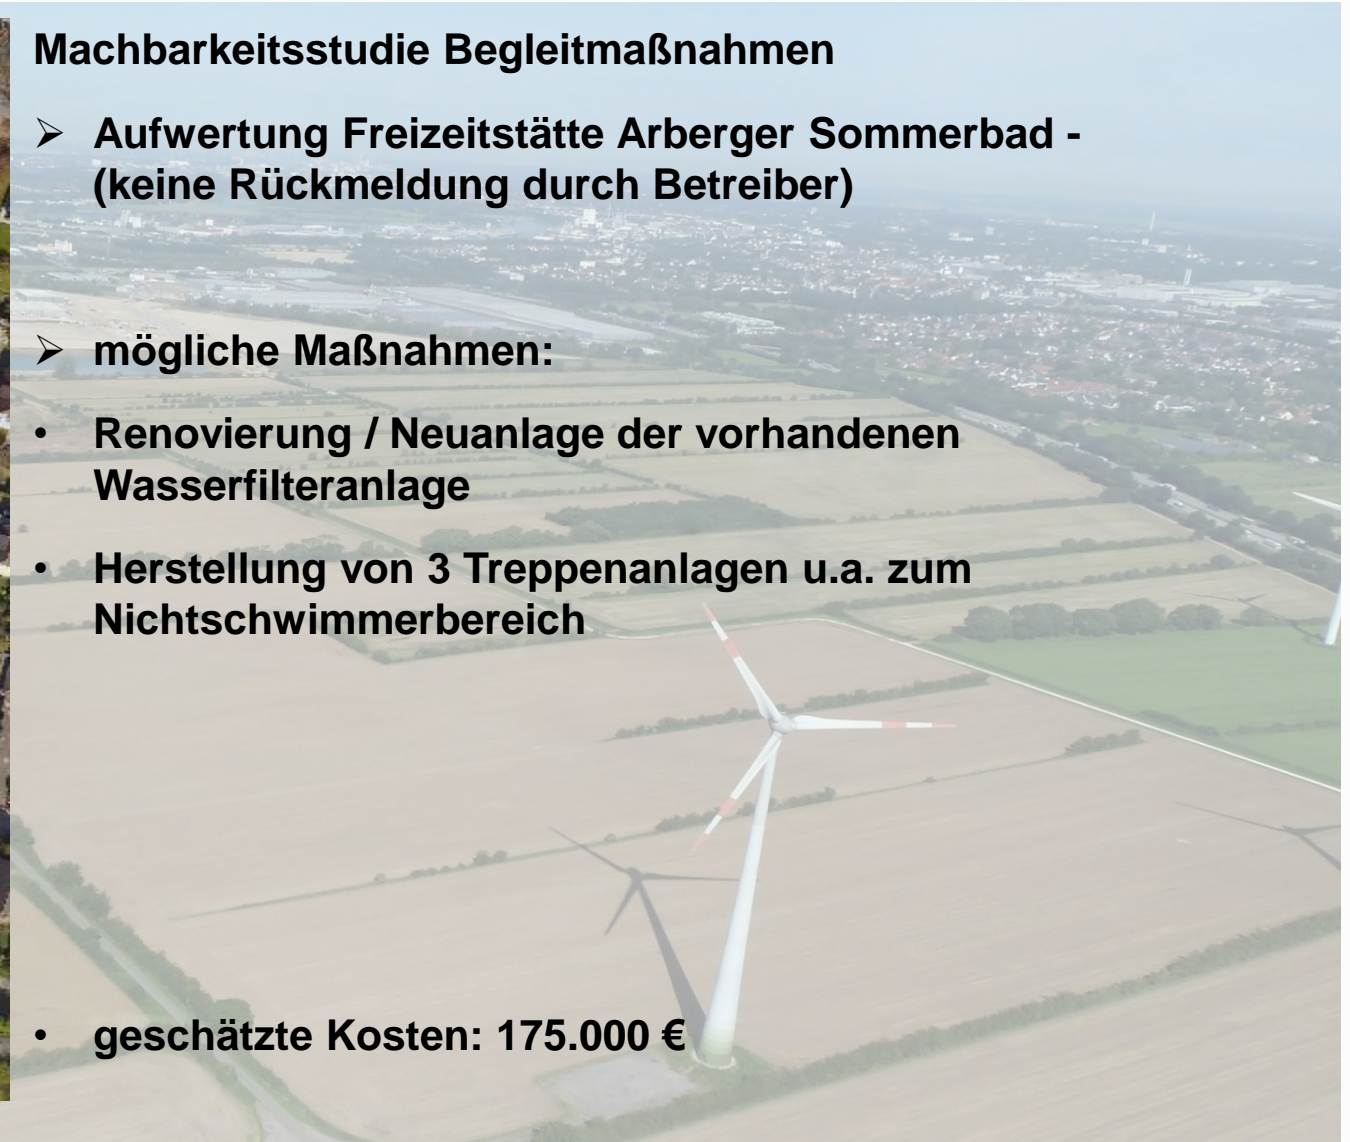 Machbarkeitsstudie Begleitmaßnahmen
➢ Aufwertung Freizeitstätte Arberger Sommerbad -
(keine Rückmeldung durch Betreiber)
➢ mögliche Maßnahmen:
• Renovierung / Neuanlage der vorhandenen
Wasserfilteranlage
• Herstellung von 3 Treppenanlagen u.a. zum
Nichtschwimmerbereich
• geschätzte Kosten: 175.000 €